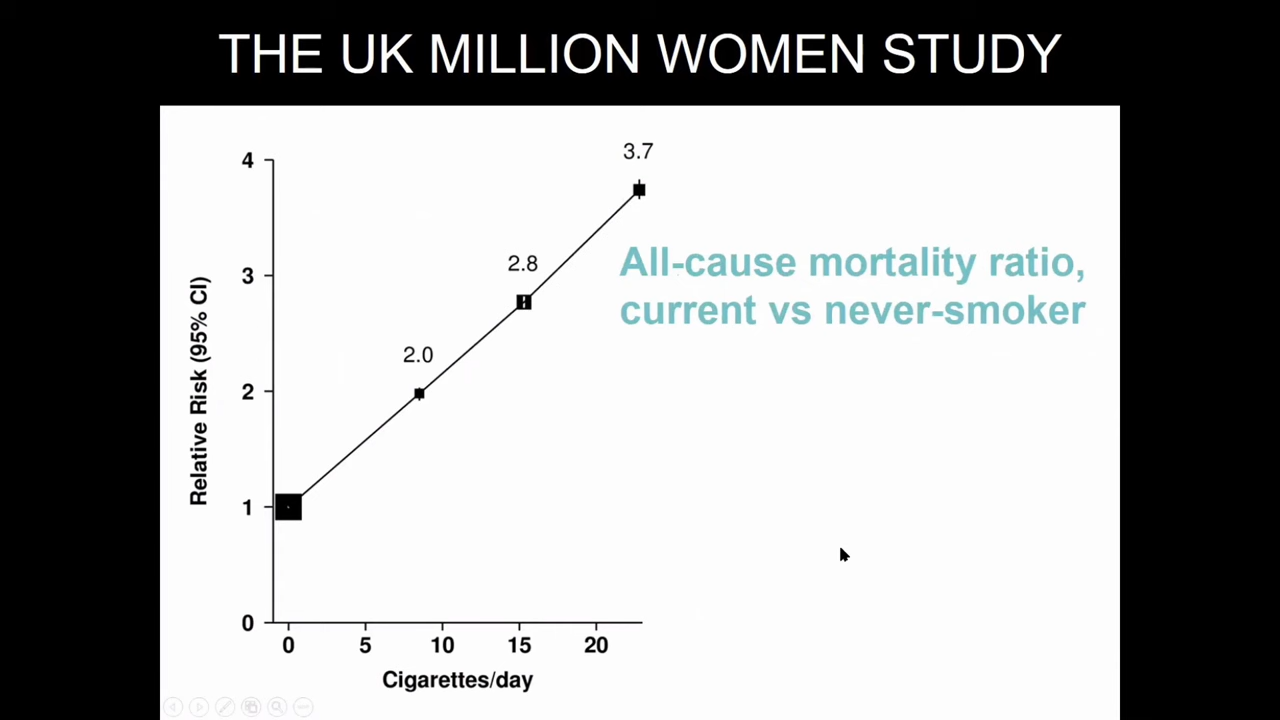 THE UK MILLION WOMEN STUDY
4
3
2
1
0
Relative Risk (95% CI)
3.7
2.8
2.0
All-cause mortality ratio,
current vs never-smoker
0 5 10 15 20
Cigarettes/day